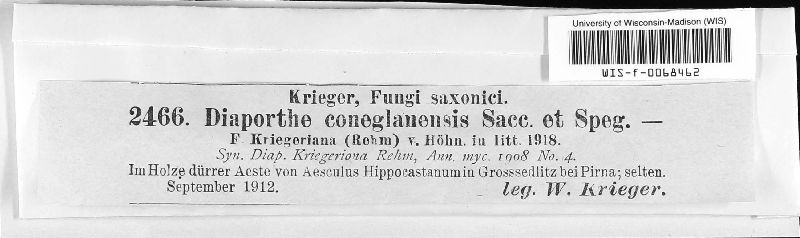 University of Wisconsin-Madison (WIS)
WIS-f-0068462
Krieger, Fungi saxonici.
2466. Diaporthe coneglanensis Sacc. et Speg. —
F. Kriegeriana (Rehm) v. Höhn. in litt. 1918.
Syn. Diap. Kriegeriana Rehm, Ann. myc. 1908 No. 4.
Im Holze dürrer Aeste von Aesculus Hippocastanum in Grosssedlitz bei Pirna; selten.
September 1912. leg. W. Krieger.